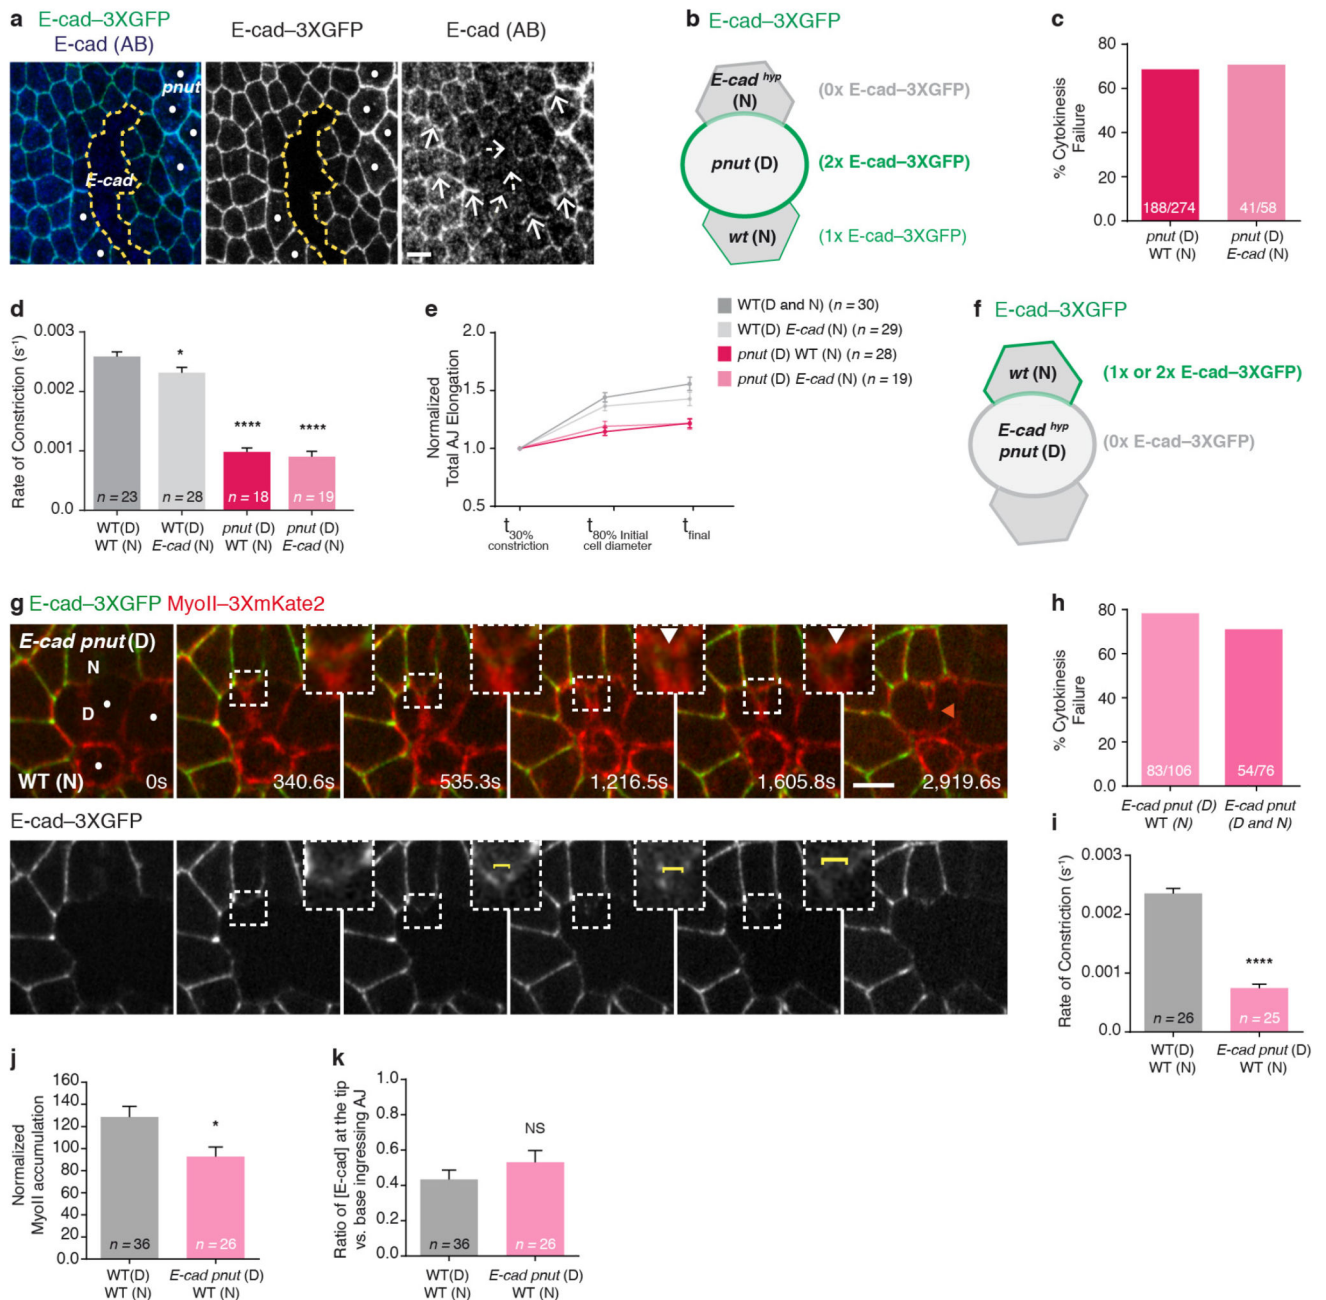 a E-cad–3XGFP
E-cad (AB)
E-cad–3XGFP
E-cad (AB)
pnut
E-cad
b E-cad–3XGFP
E-cad hyp
(N)
(0x E-cad–3XGFP)
pnut (D)
(2x E-cad–3XGFP)
wt (N)
(1x E-cad–3XGFP)
c
% Cytokinesis
Failure
80
60
40
20
0.0
188/274
41/58
pnut (D)
WT (N)
pnut (D)
E-cad (N)
d
Rate of Constriction (s-1)
0.003
0.002
0.001
0.0
*
****
****
n = 23
n = 28
n = 18
n = 19
WT(D)
WT (N)
WT(D)
E-cad (N)
pnut (D)
WT (N)
pnut (D)
E-cad (N)
e
Normalized
Total AJ Elongation
2.0
1.5
1.0
0.5
t30%
constriction
t80% Initial
cell diameter
tfinal
WT(D and N) (n = 30)
WT(D) E-cad (N) (n = 29)
pnut (D) WT (N) (n = 28)
pnut (D) E-cad (N) (n = 19)
f E-cad–3XGFP
wt (N)
(1x or 2x E-cad–3XGFP)
E-cad hyp
pnut (D)
(0x E-cad–3XGFP)
g E-cad–3XGFP MyoII–3XmKate2
E-cad pnut (D)
N
D
WT (N)
0s
340.6s
535.3s
1,216.5s
1,605.8s
2,919.6s
E-cad–3XGFP
h
% Cytokinesis
Failure
80
60
40
20
0.0
83/106
54/76
E-cad pnut (D)
WT (N)
E-cad pnut
(D and N)
i
Rate of Constriction (s-1)
0.003
0.002
0.001
0.0
****
n = 26
n = 25
WT(D)
WT (N)
E-cad pnut (D)
WT (N)
j
Normalized
MyoII accumulation
160
140
120
100
80
60
40
20
0.0
*
n = 36
n = 26
WT(D)
WT (N)
E-cad pnut (D)
WT (N)
k
Ratio of [E-cad] at the tip
vs. base ingressing AJ
1.0
0.8
0.6
0.4
0.2
0.0
NS
n = 36
n = 26
WT(D)
WT (N)
E-cad pnut (D)
WT (N)